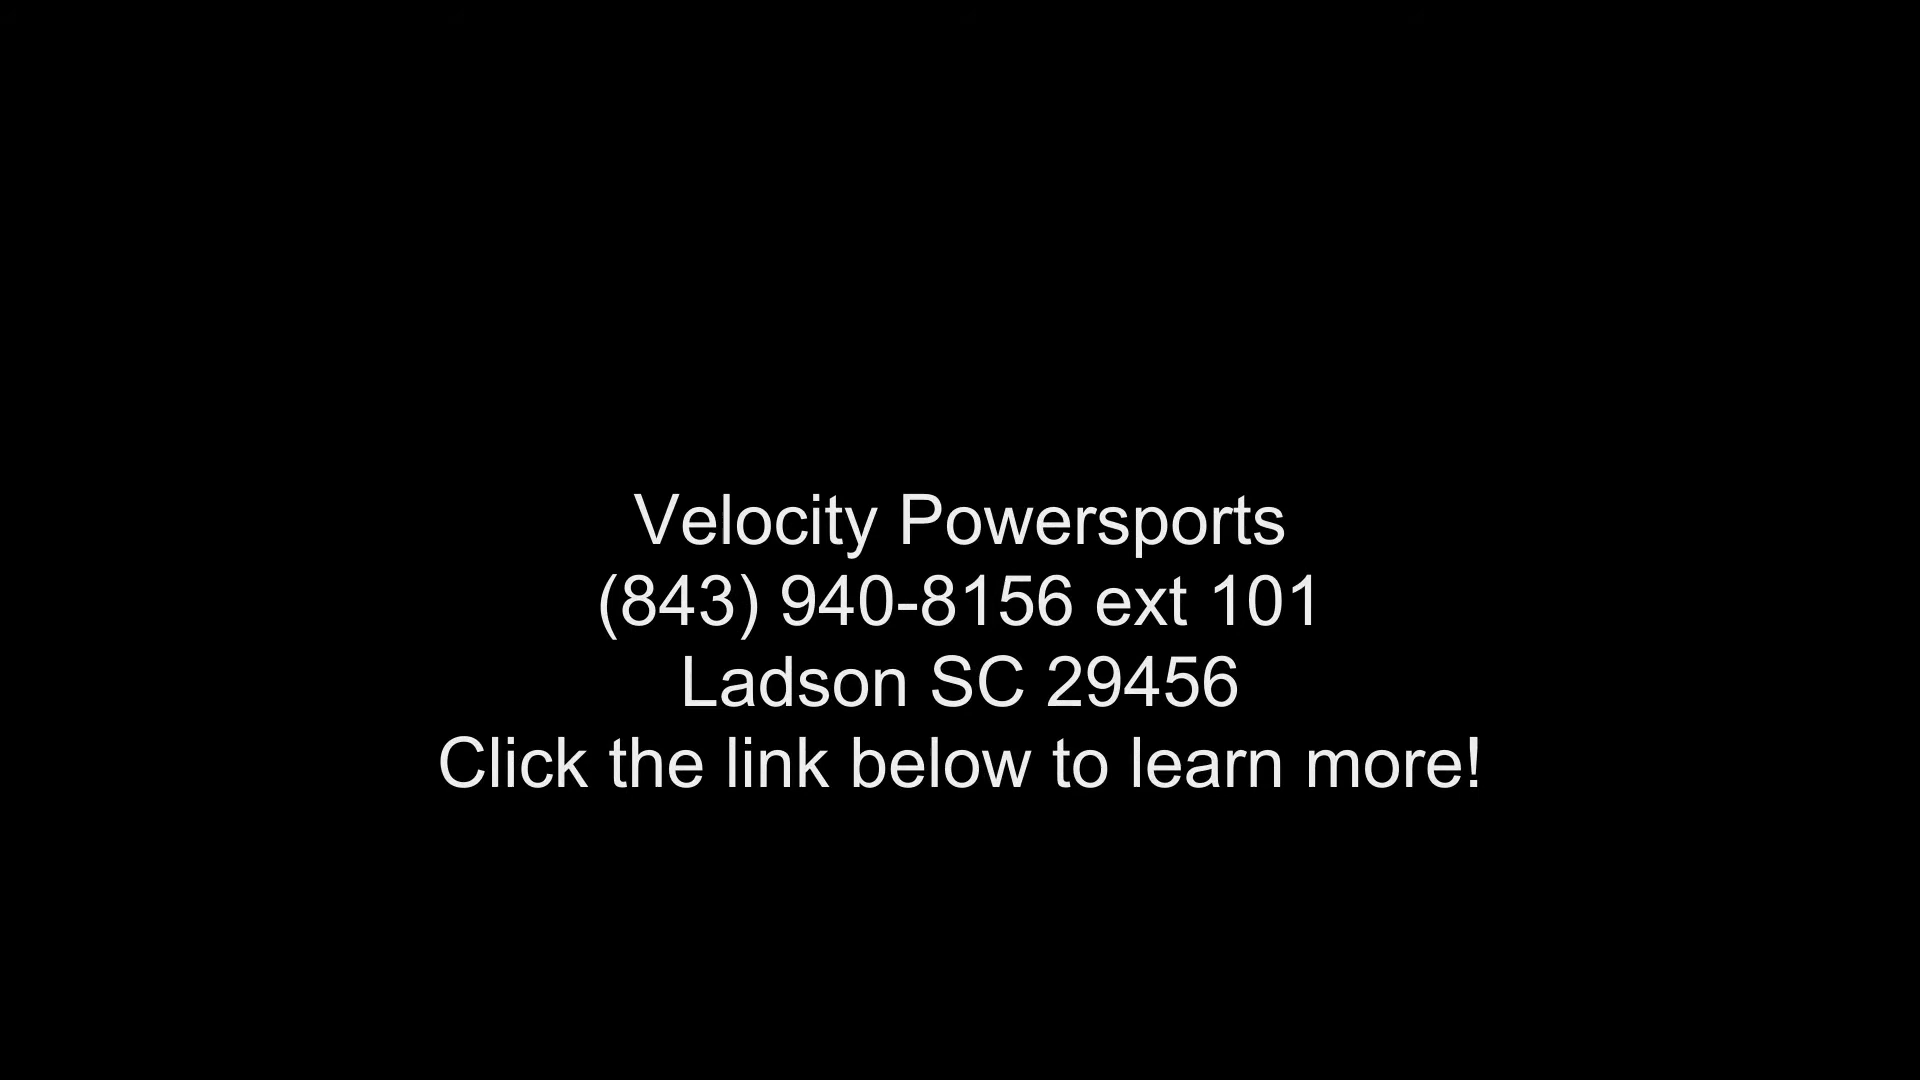 Velocity Powersports
(843) 940-8156 ext 101
Ladson SC 29456
Click the link below to learn more!